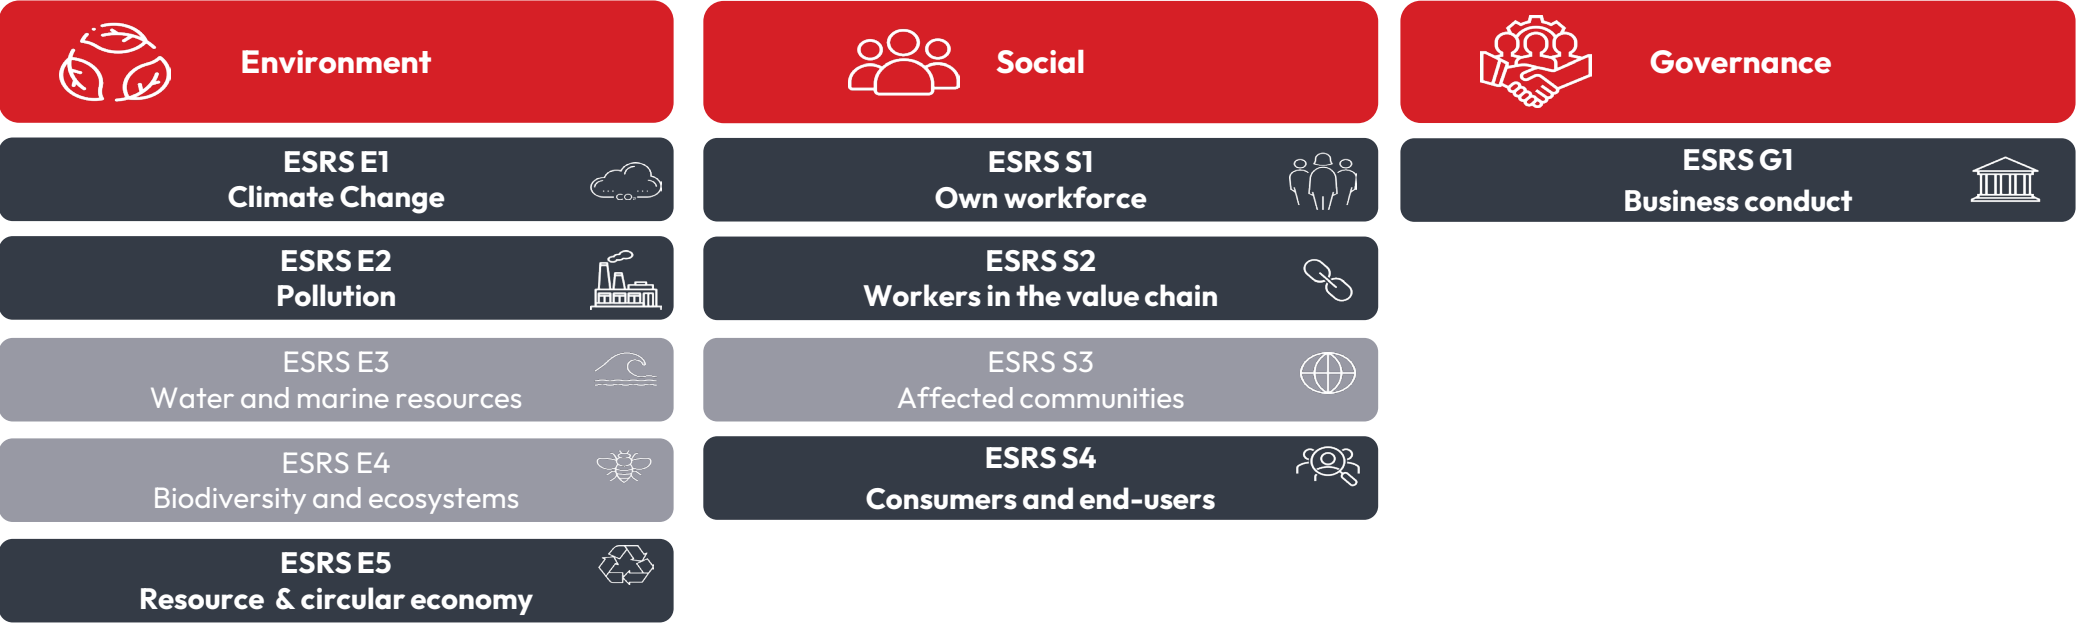 Environment
ESRS E1
Climate Change
CO₂
ESRS E2
Pollution
ESRS E3
Water and marine resources
ESRS E4
Biodiversity and ecosystems
ESRS E5
Resource & circular economy
Social
ESRS S1
Own workforce
ESRS S2
Workers in the value chain
ESRS S3
Affected communities
ESRS S4
Consumers and end-users
Governance
ESRS G1
Business conduct